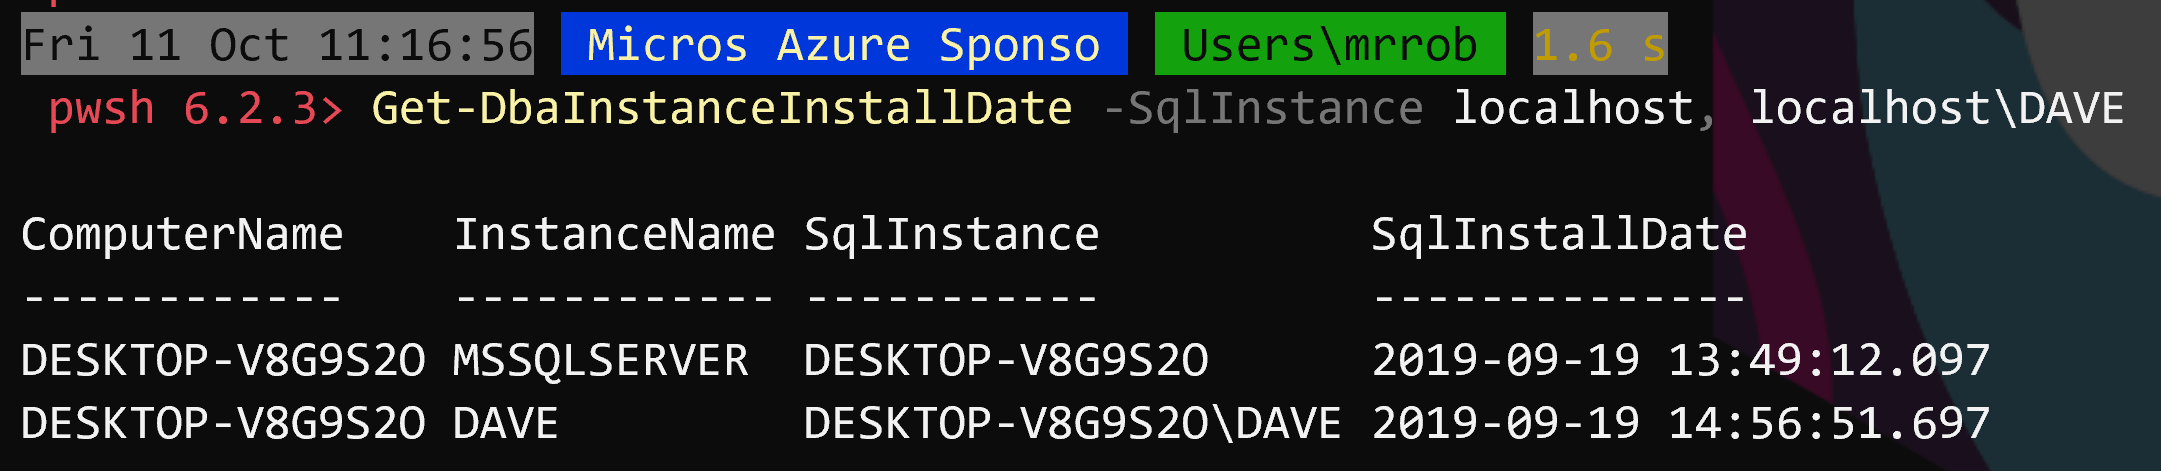 Fri 11 Oct 11:16:56 Micros Azure Sponso Users\mrrob 1.6 s
pwsh 6.2.3> Get-DbaInstanceInstallDate -SqlInstance localhost, localhost\DAVE
ComputerName InstanceName SqlInstance SqlInstallDate
------------ ------------ ----------- --------------
DESKTOP-V8G9S2O MSSQLSERVER DESKTOP-V8G9S2O 2019-09-19 13:49:12.097
DESKTOP-V8G9S2O DAVE DESKTOP-V8G9S2O\DAVE 2019-09-19 14:56:51.697